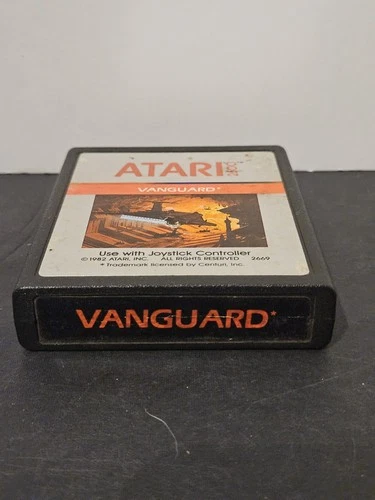 ATARI 2600
VANGUARD*
Use with Joystick Controller
© 1982 ATARI, INC. ALL RIGHTS RESERVED 2669
* Trademark licensed by Centuri, Inc.
VANGUARD*